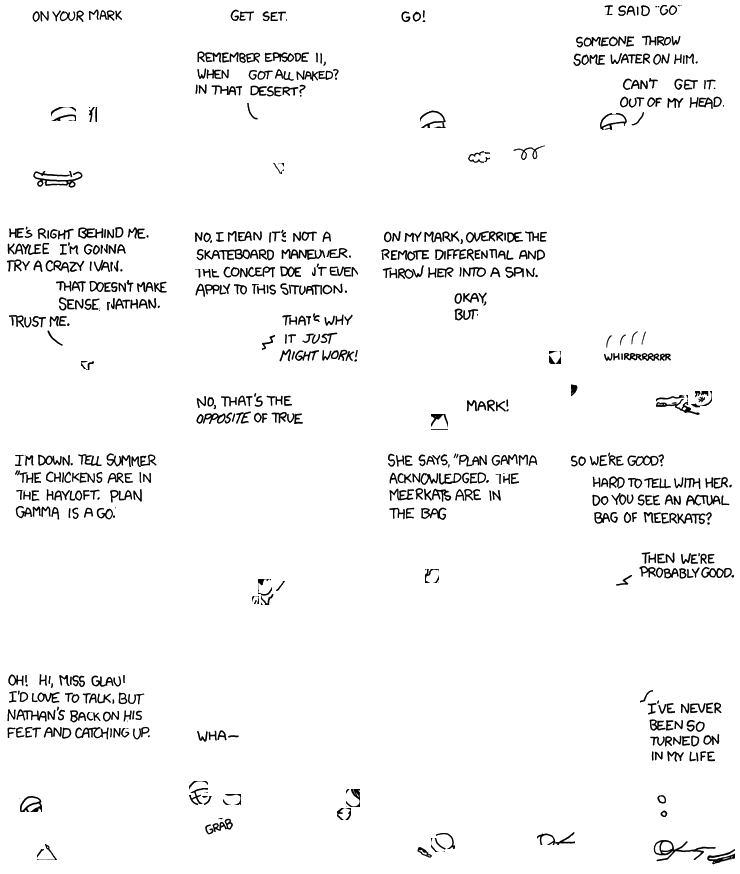 ON YOUR MARK
GET SET.
REMEMBER EPISODE 11,
WHEN GOT ALL NAKED?
IN THAT DESERT?
GO!
I SAID "GO"
SOMEONE THROW
SOME WATER ON HIM.
CAN'T GET IT.
OUT OF MY HEAD.
HE'S RIGHT BEHIND ME.
KAYLEE I'M GONNA
TRY A CRAZY IVAN.
THAT DOESN'T MAKE
SENSE, NATHAN.
TRUST ME.
NO, I MEAN IT'S NOT A
SKATEBOARD MANEUVER.
THE CONCEPT DOE N'T EVEN
APPLY TO THIS SITUATION.
THAT'S WHY
IT JUST
MIGHT WORK!
NO, THAT'S THE
OPPOSITE OF TRUE
ON MY MARK, OVERRIDE THE
REMOTE DIFFERENTIAL AND
THROW HER INTO A SPIN.
OKAY,
BUT
MARK!
WHIRRRRRRRR
I'M DOWN. TELL SUMMER
"THE CHICKENS ARE IN
THE HAYLOFT. PLAN
GAMMA IS A GO.
SHE SAYS, "PLAN GAMMA
ACKNOWLEDGED. THE
MEERKATS ARE IN
THE BAG
SO WE'RE GOOD?
HARD TO TELL WITH HER.
DO YOU SEE AN ACTUAL
BAG OF MEERKATS?
THEN WE'RE
PROBABLY GOOD.
OH! HI, MISS GLAU!
I'D LOVE TO TALK, BUT
NATHAN'S BACK ON HIS
FEET AND CATCHING UP.
WHA—
GRAB
I'VE NEVER
BEEN SO
TURNED ON
IN MY LIFE